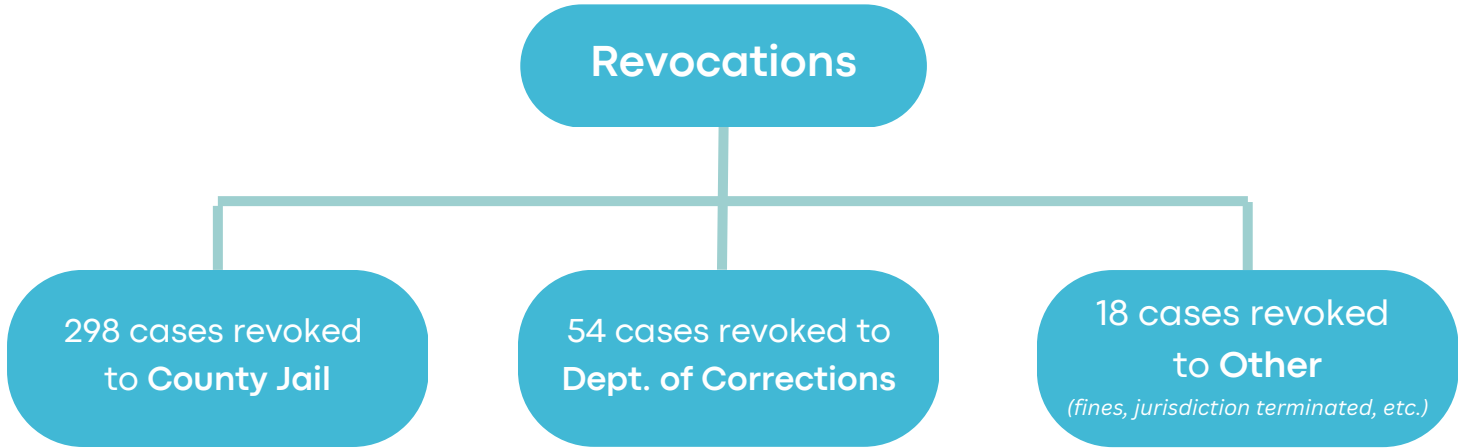 Revocations
298 cases revoked
to County Jail
54 cases revoked to
Dept. of Corrections
18 cases revoked
to Other
(fines, jurisdiction terminated, etc.)